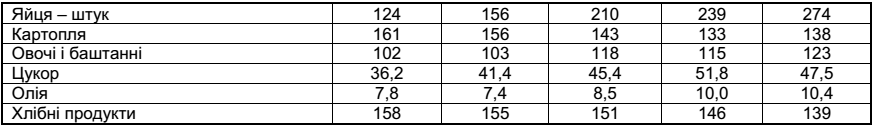 Яйця – штук 124 156 210 239 274
Картопля 161 156 143 133 138
Овочі і баштанні 102 103 118 115 123
Цукор 36,2 41,4 45,4 51,8 47,5
Олія 7,8 7,4 8,5 10,0 10,4
Хлібні продукти 158 155 151 146 139